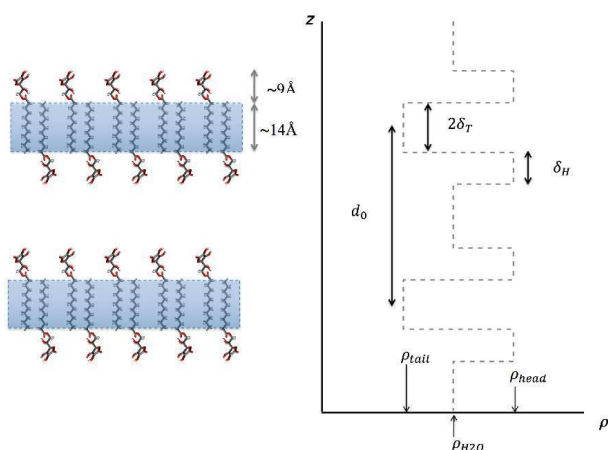 ~9Å
~14Å
z
2δ_T
δ_H
d_0
ρ_tail
ρ_head
ρ
ρ_H2O